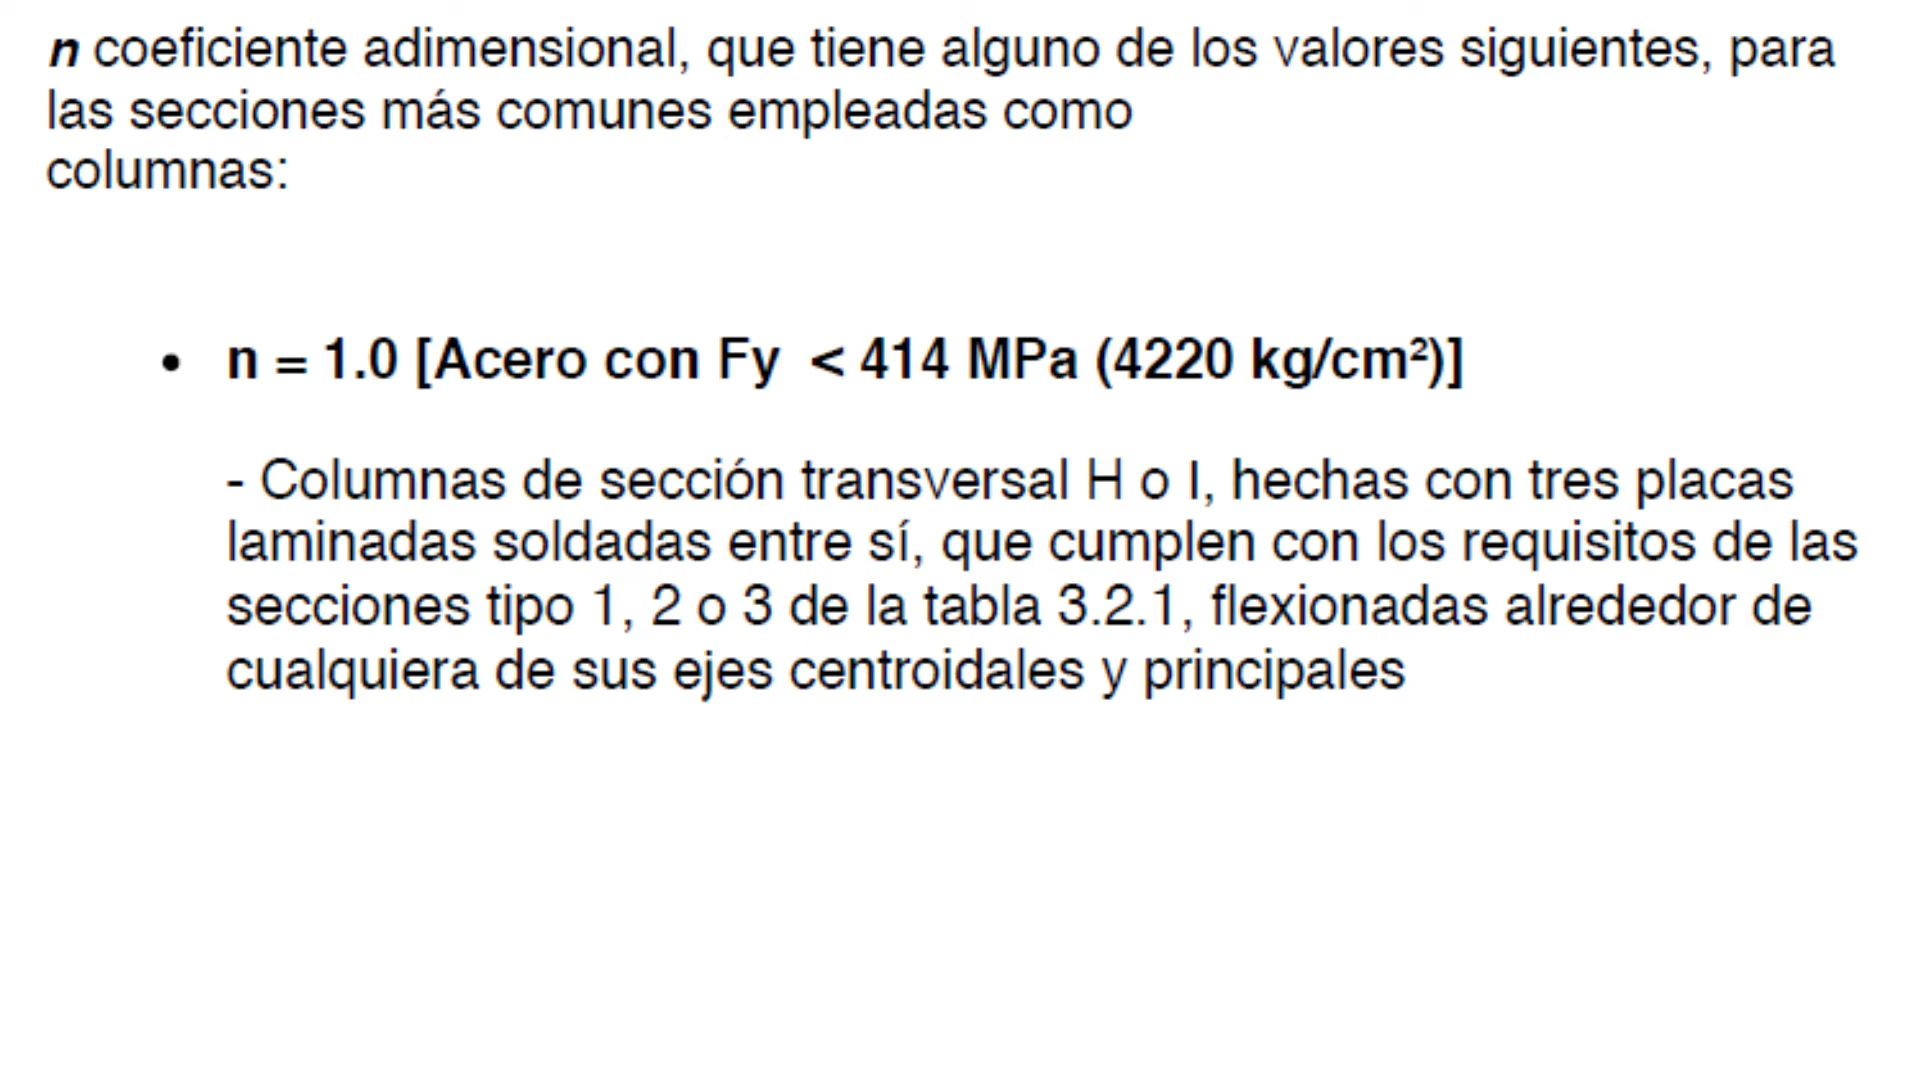 n coeficiente adimensional, que tiene alguno de los valores siguientes, para
las secciones más comunes empleadas como
columnas:
• n = 1.0 [Acero con Fy < 414 MPa (4220 kg/cm²)]
- Columnas de sección transversal H o I, hechas con tres placas
laminadas soldadas entre sí, que cumplen con los requisitos de las
secciones tipo 1, 2 o 3 de la tabla 3.2.1, flexionadas alrededor de
cualquiera de sus ejes centroidales y principales